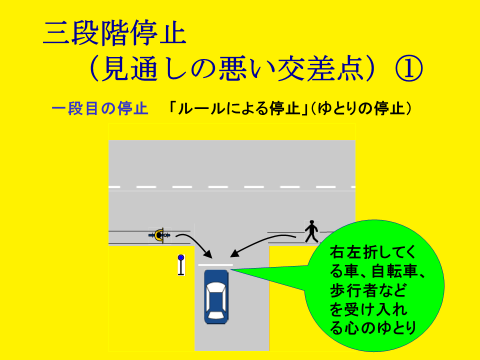 三段階停止
（見通しの悪い交差点）①
一段目の停止　「ルールによる停止」（ゆとりの停止）
右左折してく
る車、自転車、
歩行者など
を受け入れ
る心のゆとり